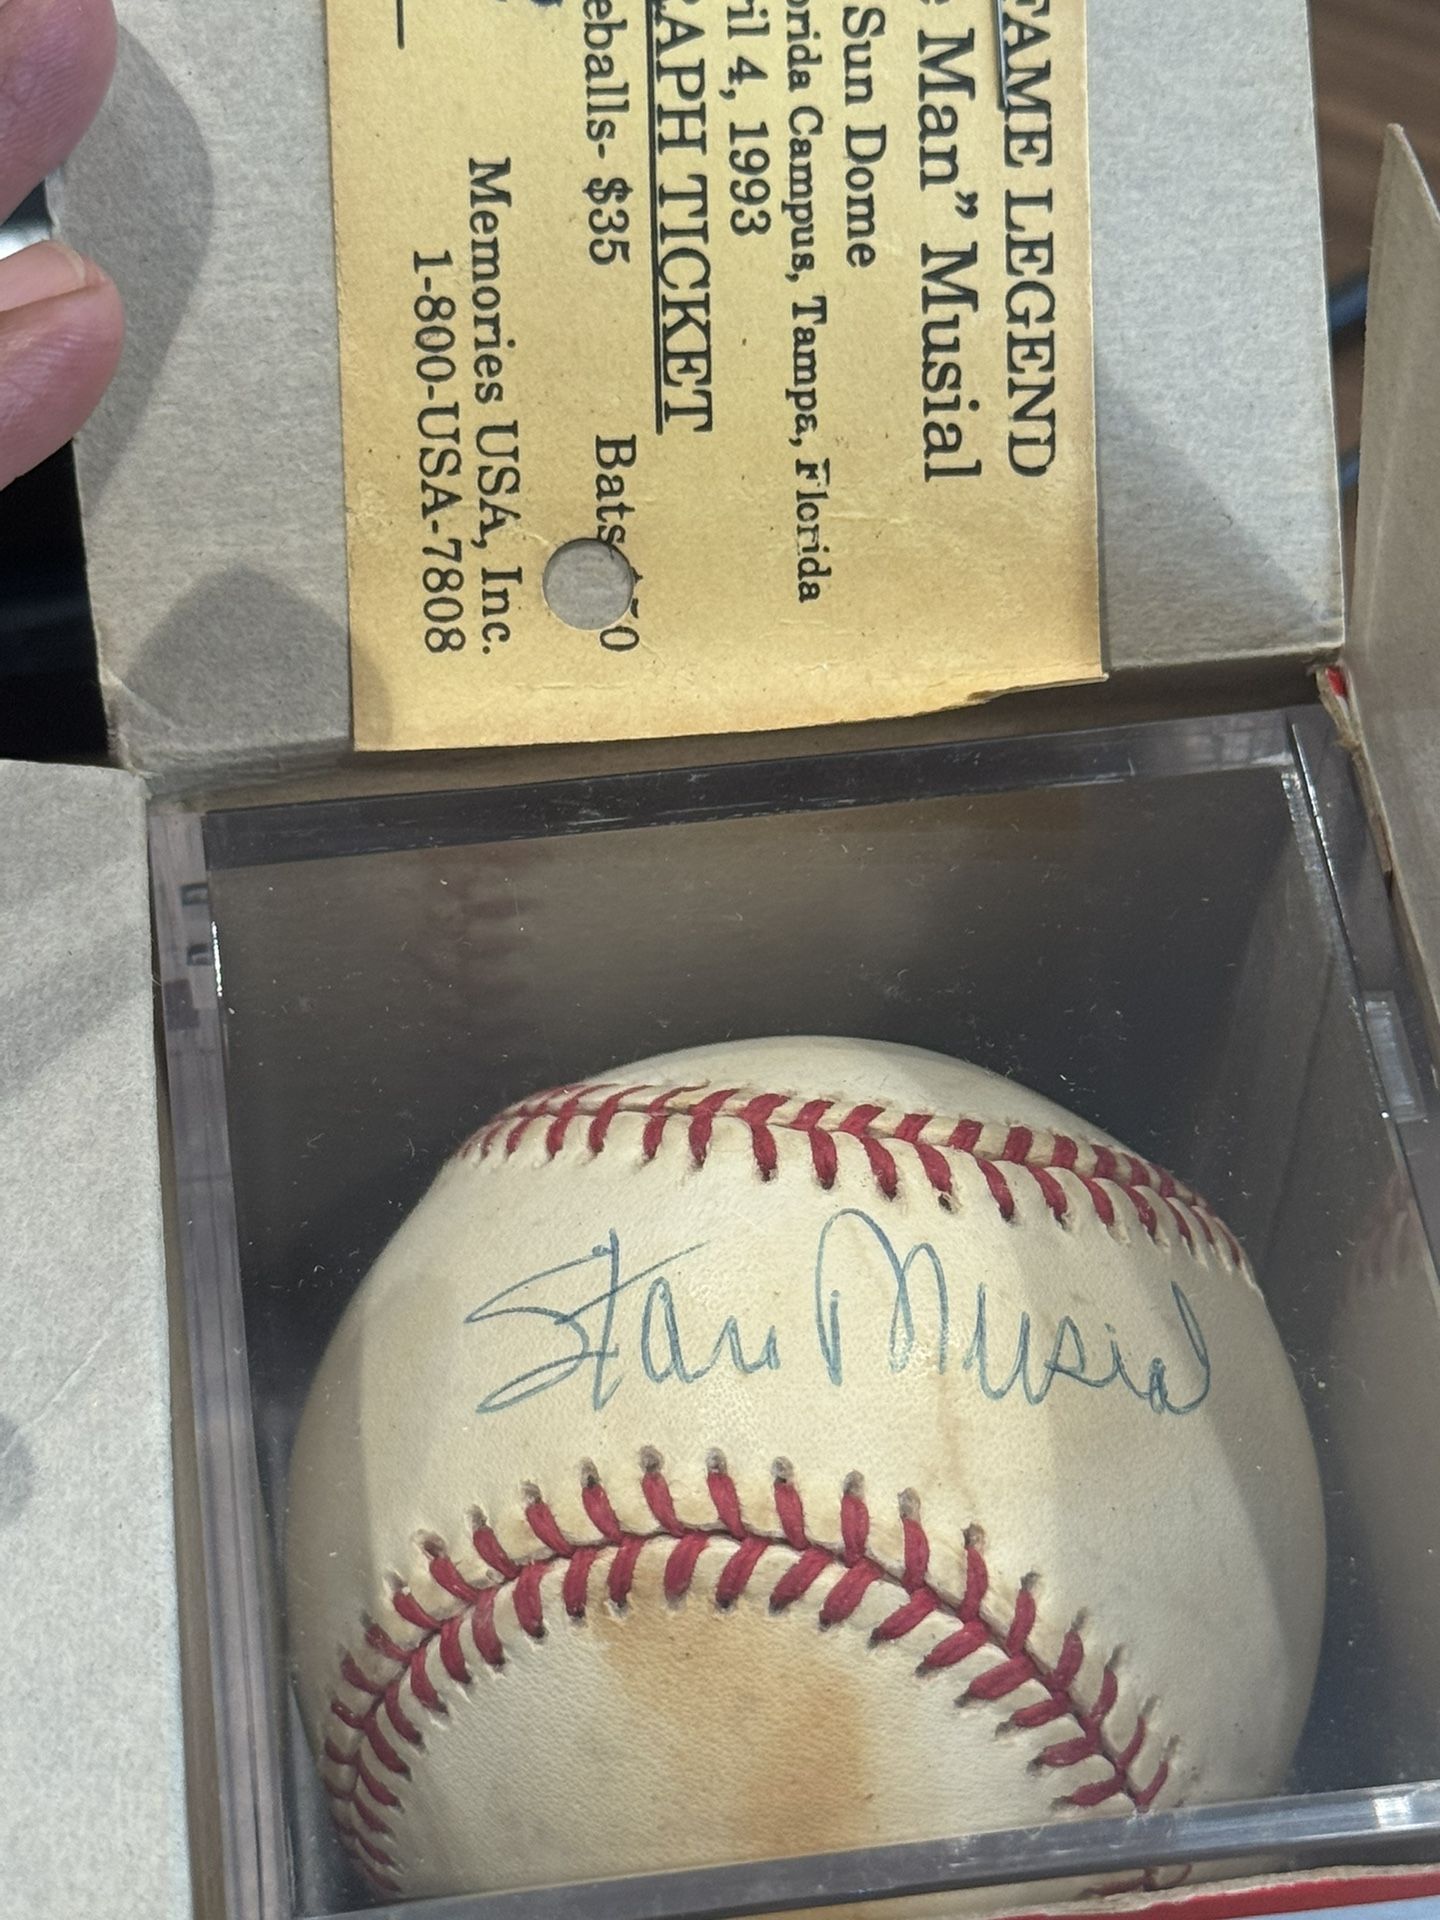 FAME LEGEND
Man" Musial
Sun Dome
orida Campus, Tampa, Florida
il 4, 1993
APH TICKET
eballs- $35 Bats
Memories USA, Inc.
1-800-USA-7808
Stan Musial